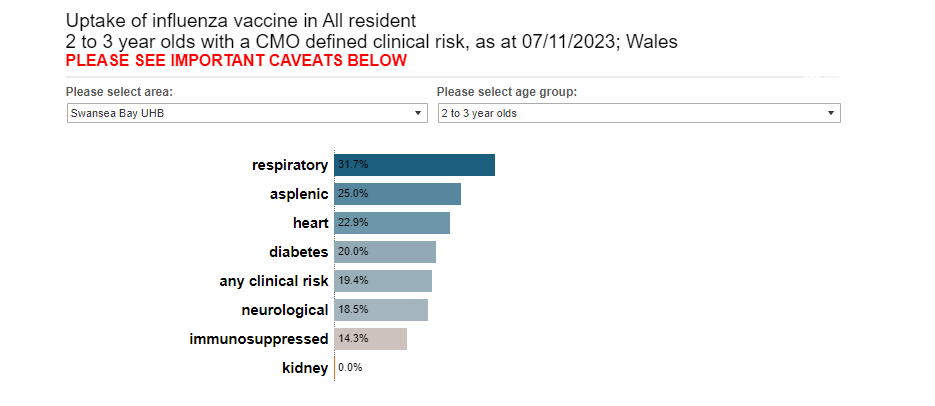 Uptake of influenza vaccine in All resident
2 to 3 year olds with a CMO defined clinical risk, as at 07/11/2023; Wales
PLEASE SEE IMPORTANT CAVEATS BELOW
Please select area: Please select age group:
Swansea Bay UHB 2 to 3 year olds
respiratory 31.7%
asplenic 25.0%
heart 22.9%
diabetes 20.0%
any clinical risk 19.4%
neurological 18.5%
immunosuppressed 14.3%
kidney 0.0%